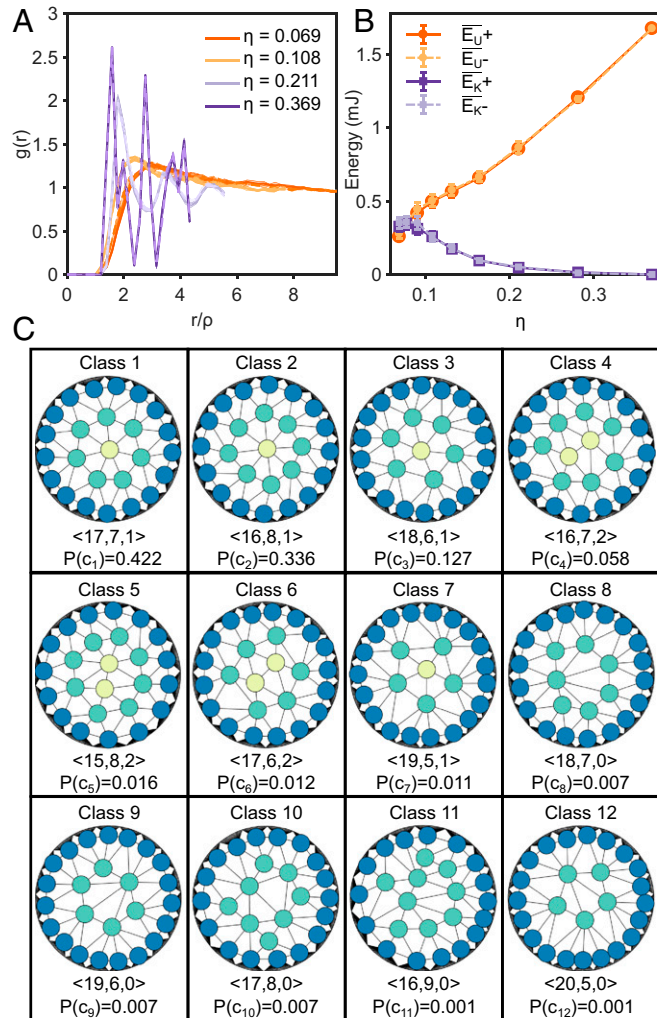 A
η = 0.069
η = 0.108
η = 0.211
η = 0.369
g(r)
3
2.5
2
1.5
1
0.5
0
0 2 4 6 8
r/ρ
B
E̅_U+
E̅_U-
E̅_K+
E̅_K-
Energy (mJ)
1.5
1
0.5
0
0.1 0.2 0.3
η
C
Class 1 Class 2 Class 3 Class 4
<17,7,1> <16,8,1> <18,6,1> <16,7,2>
P(c₁)=0.422 P(c₂)=0.336 P(c₃)=0.127 P(c₄)=0.058
Class 5 Class 6 Class 7 Class 8
<15,8,2> <17,6,2> <19,5,1> <18,7,0>
P(c₅)=0.016 P(c₆)=0.012 P(c₇)=0.011 P(c₈)=0.007
Class 9 Class 10 Class 11 Class 12
<19,6,0> <17,8,0> <16,9,0> <20,5,0>
P(c₉)=0.007 P(c₁₀)=0.007 P(c₁₁)=0.001 P(c₁₂)=0.001